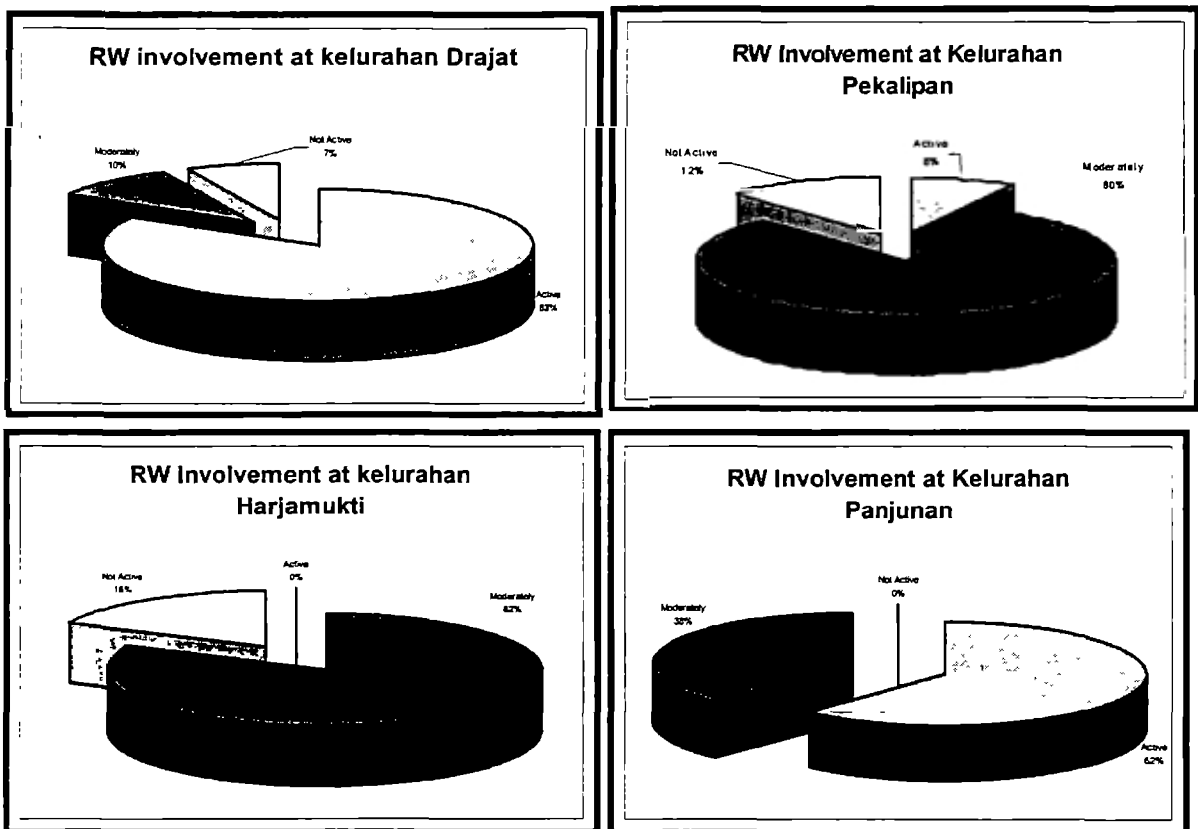 RW involvement at kelurahan Drajat
Not Active
7%
Moderately
10%
Active
83%
RW Involvement at Kelurahan
Pekalipan
Not Active
12%
Active
8%
Moderately
80%
RW Involvement at kelurahan
Harjamukti
Not Active
18%
Active
0%
Moderately
82%
RW Involvement at Kelurahan
Panjunan
Moderately
38%
Not Active
0%
Active
62%